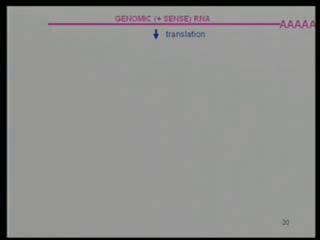 GENOMIC (+ SENSE) RNA
AAAAA
translation
20